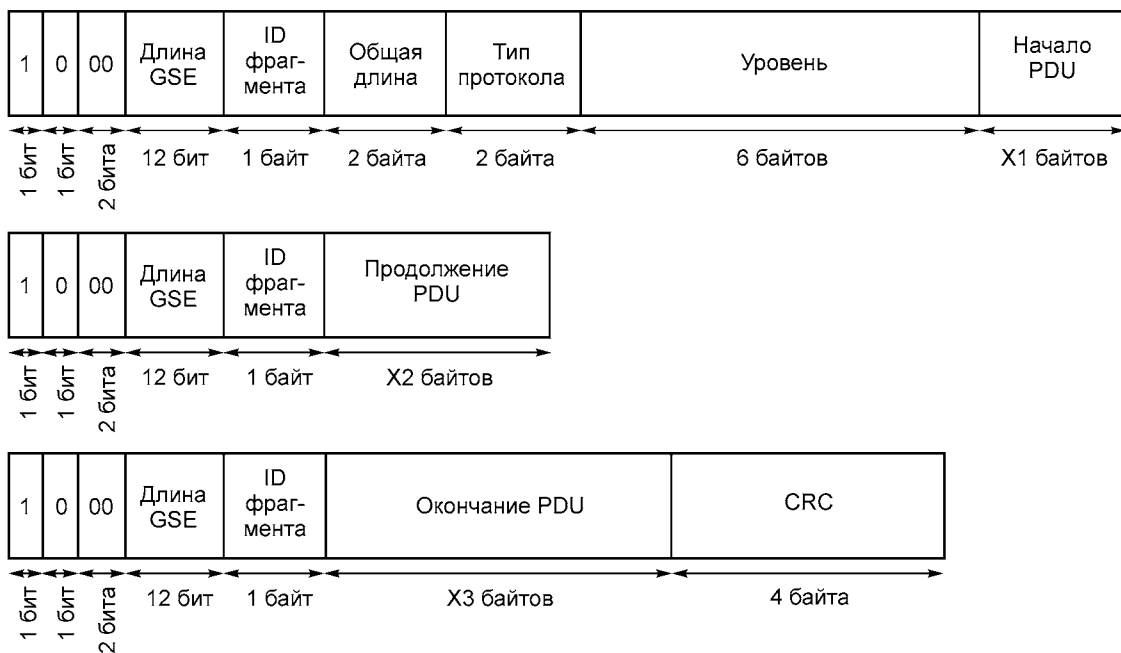 1
0
00
Длина
GSE
ID
фраг-
мента
Общая
длина
Тип
протокола
Уровень
Начало
PDU
1 бит
1 бит
2 бита
12 бит
1 байт
2 байта
2 байта
6 байтов
X1 байтов
1
0
00
Длина
GSE
ID
фраг-
мента
Продолжение
PDU
1 бит
1 бит
2 бита
12 бит
1 байт
X2 байтов
1
0
00
Длина
GSE
ID
фраг-
мента
Окончание PDU
CRC
1 бит
1 бит
2 бита
12 бит
1 байт
X3 байтов
4 байта